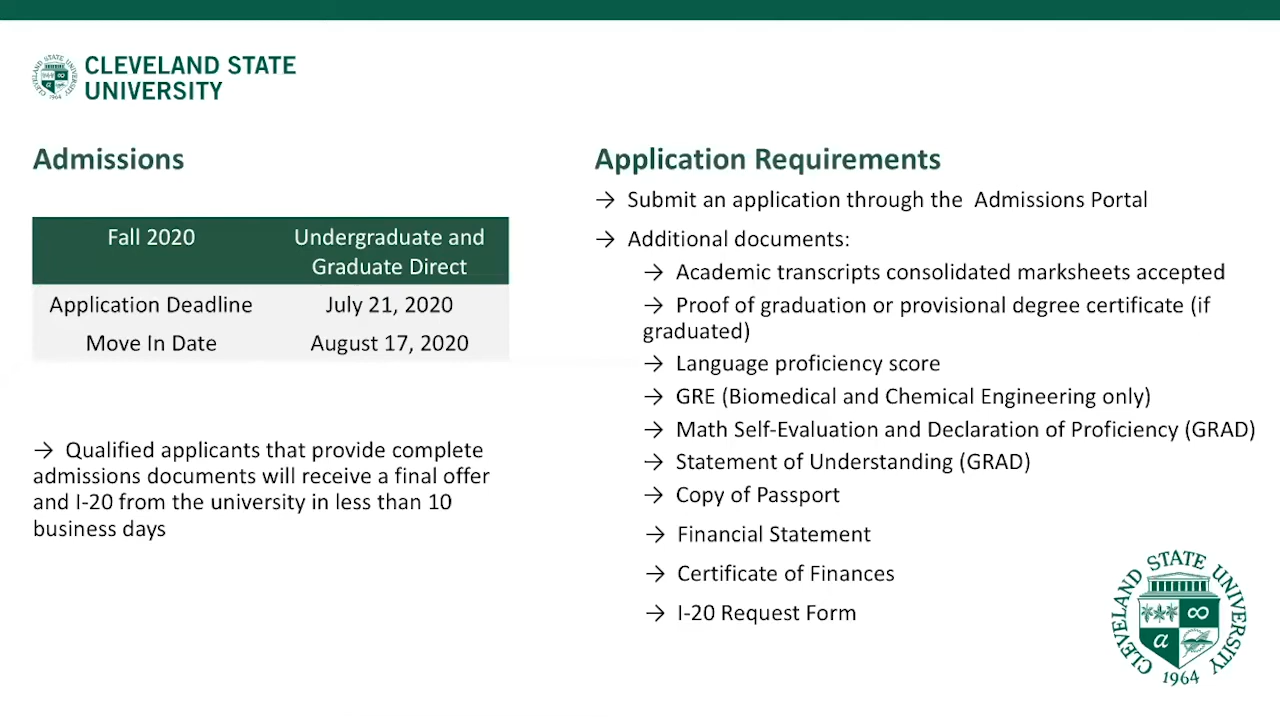 CLEVELAND STATE
UNIVERSITY
Admissions
Fall 2020 Undergraduate and
Graduate Direct
Application Deadline July 21, 2020
Move In Date August 17, 2020
→ Qualified applicants that provide complete
admissions documents will receive a final offer
and I-20 from the university in less than 10
business days
Application Requirements
→ Submit an application through the Admissions Portal
→ Additional documents:
→ Academic transcripts consolidated marksheets accepted
→ Proof of graduation or provisional degree certificate (if
graduated)
→ Language proficiency score
→ GRE (Biomedical and Chemical Engineering only)
→ Math Self-Evaluation and Declaration of Proficiency (GRAD)
→ Statement of Understanding (GRAD)
→ Copy of Passport
→ Financial Statement
→ Certificate of Finances
→ I-20 Request Form
CLEVELAND STATE UNIVERSITY
1964